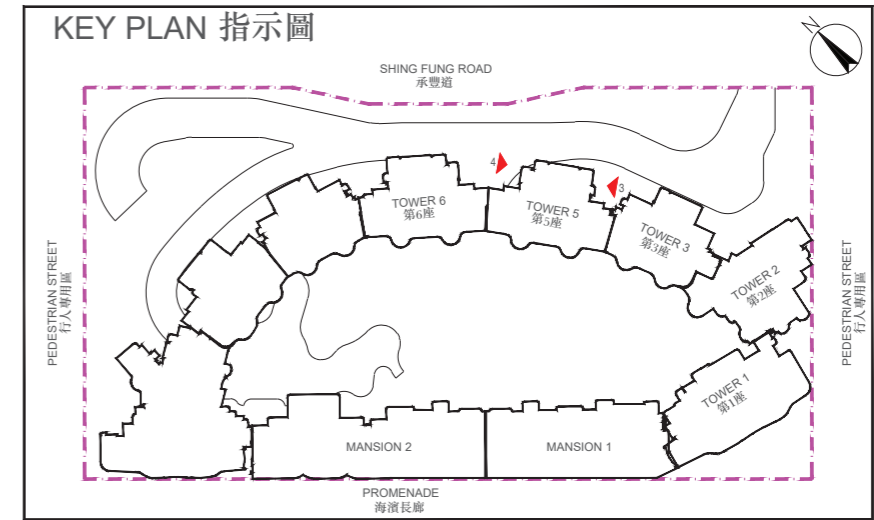 KEY PLAN 指示圖
N
SHING FUNG ROAD
承豐道
4
3
TOWER 6
第6座
TOWER 5
第5座
TOWER 3
第3座
TOWER 2
第2座
TOWER 1
第1座
PEDESTRIAN STREET
行人專用區
PEDESTRIAN STREET
行人專用區
MANSION 2
MANSION 1
PROMENADE
海濱長廊